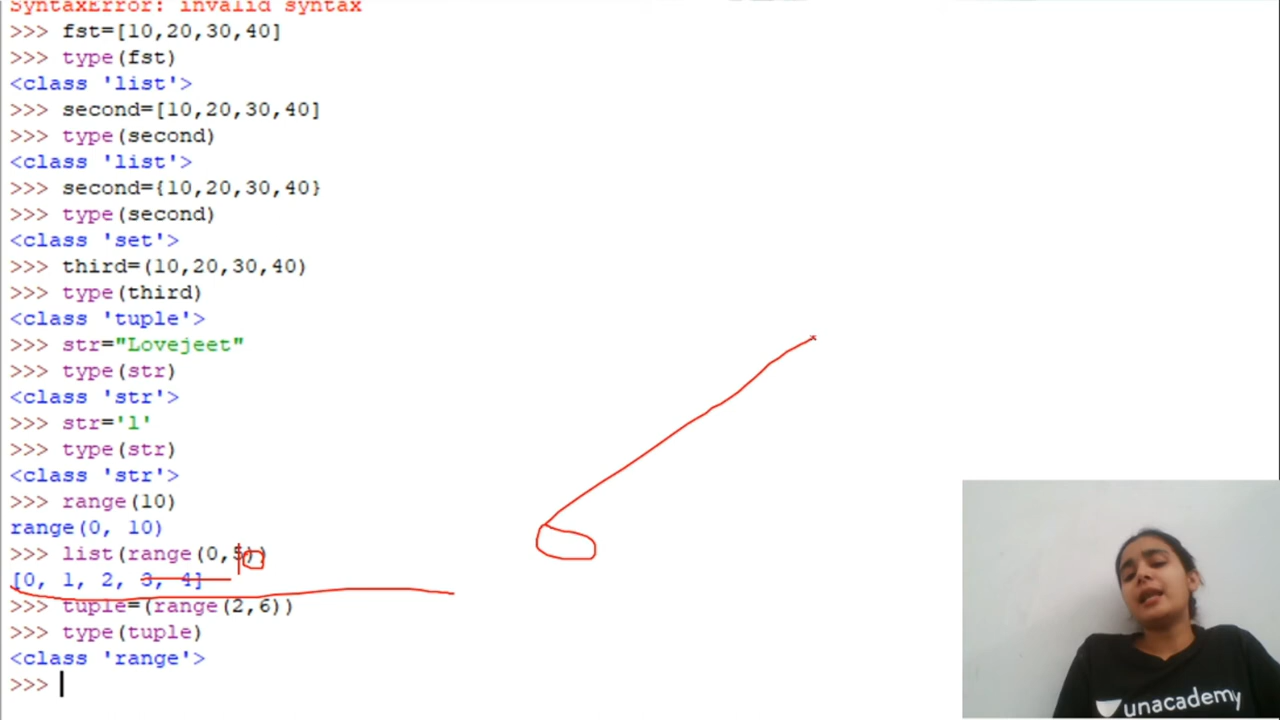 SyntaxError: invalid syntax
>>> fst=[10,20,30,40]
>>> type(fst)
<class 'list'>
>>> second=[10,20,30,40]
>>> type(second)
<class 'list'>
>>> second={10,20,30,40}
>>> type(second)
<class 'set'>
>>> third=(10,20,30,40)
>>> type(third)
<class 'tuple'>
>>> str="Lovejeet"
>>> type(str)
<class 'str'>
>>> str='l'
>>> type(str)
<class 'str'>
>>> range(10)
range(0, 10)
>>> list(range(0,5))
[0, 1, 2, 3, 4]
>>> tuple=(range(2,6))
>>> type(tuple)
<class 'range'>
>>>
unacademy